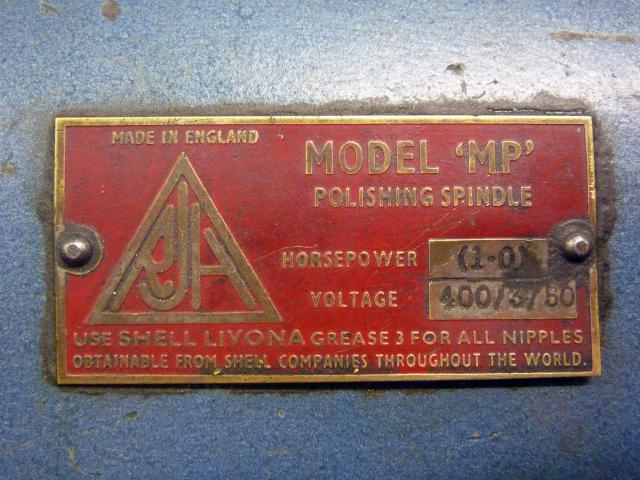 MADE IN ENGLAND
RJH
MODEL 'MP'
POLISHING SPINDLE
HORSEPOWER (1·0)
VOLTAGE 400/3/50
USE SHELL LIVONA GREASE 3 FOR ALL NIPPLES
OBTAINABLE FROM SHELL COMPANIES THROUGHOUT THE WORLD.